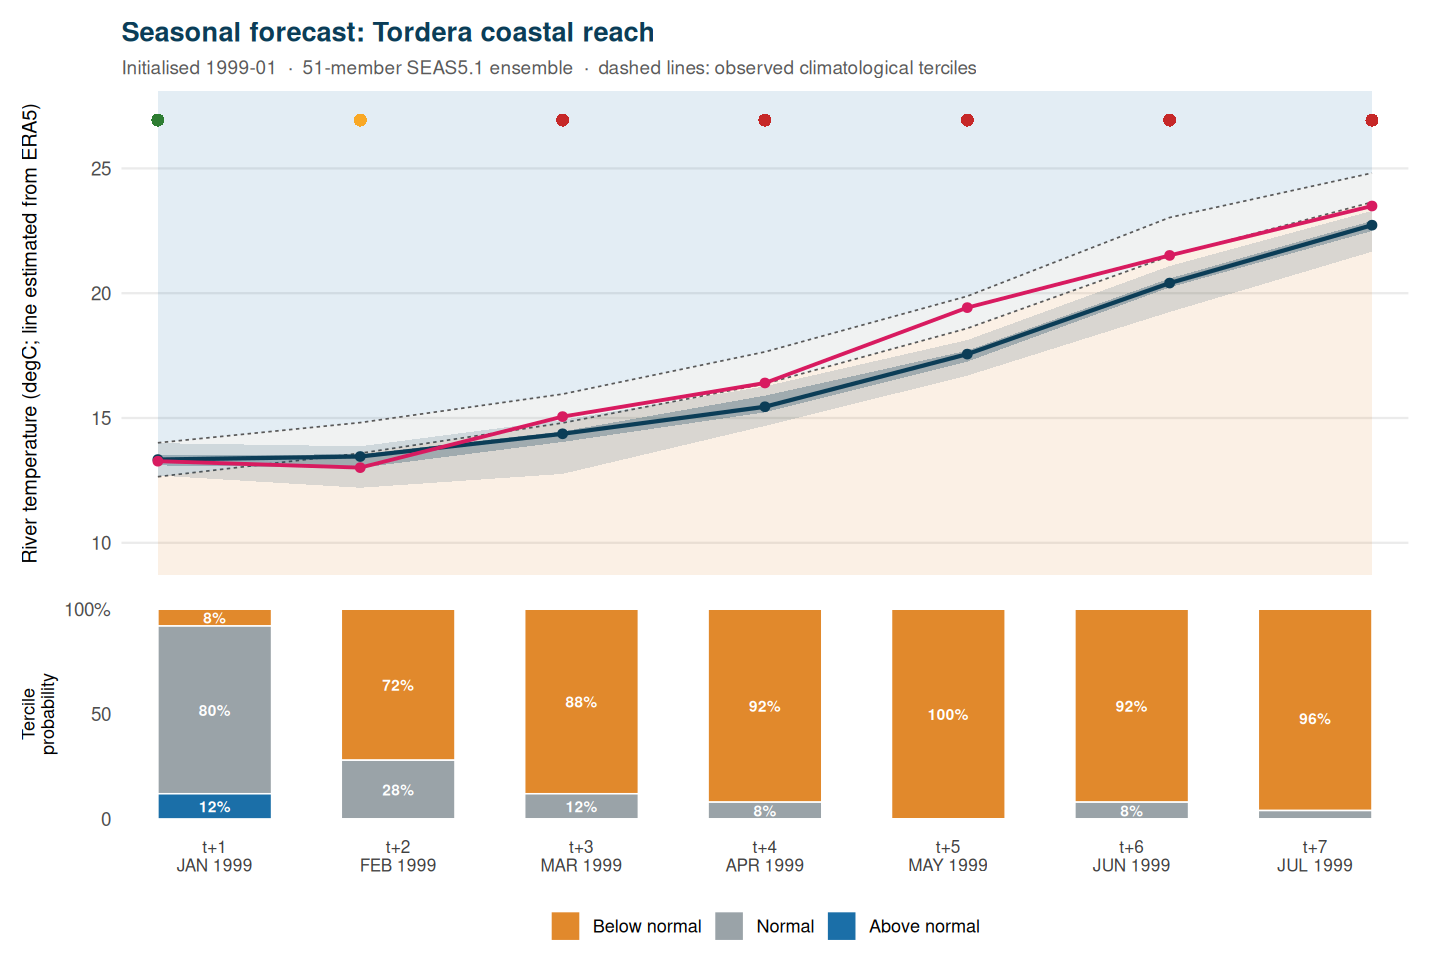 Seasonal forecast: Tordera coastal reach
Initialised 1999-01 · 51-member SEAS5.1 ensemble · dashed lines: observed climatological terciles
River temperature (degC; line estimated from ERA5)
25
20
15
10
Tercile
probability
100%
50
0
8%
80%
12%
72%
28%
88%
12%
92%
8%
100%
92%
8%
96%
t+1
JAN 1999
t+2
FEB 1999
t+3
MAR 1999
t+4
APR 1999
t+5
MAY 1999
t+6
JUN 1999
t+7
JUL 1999
Below normal
Normal
Above normal